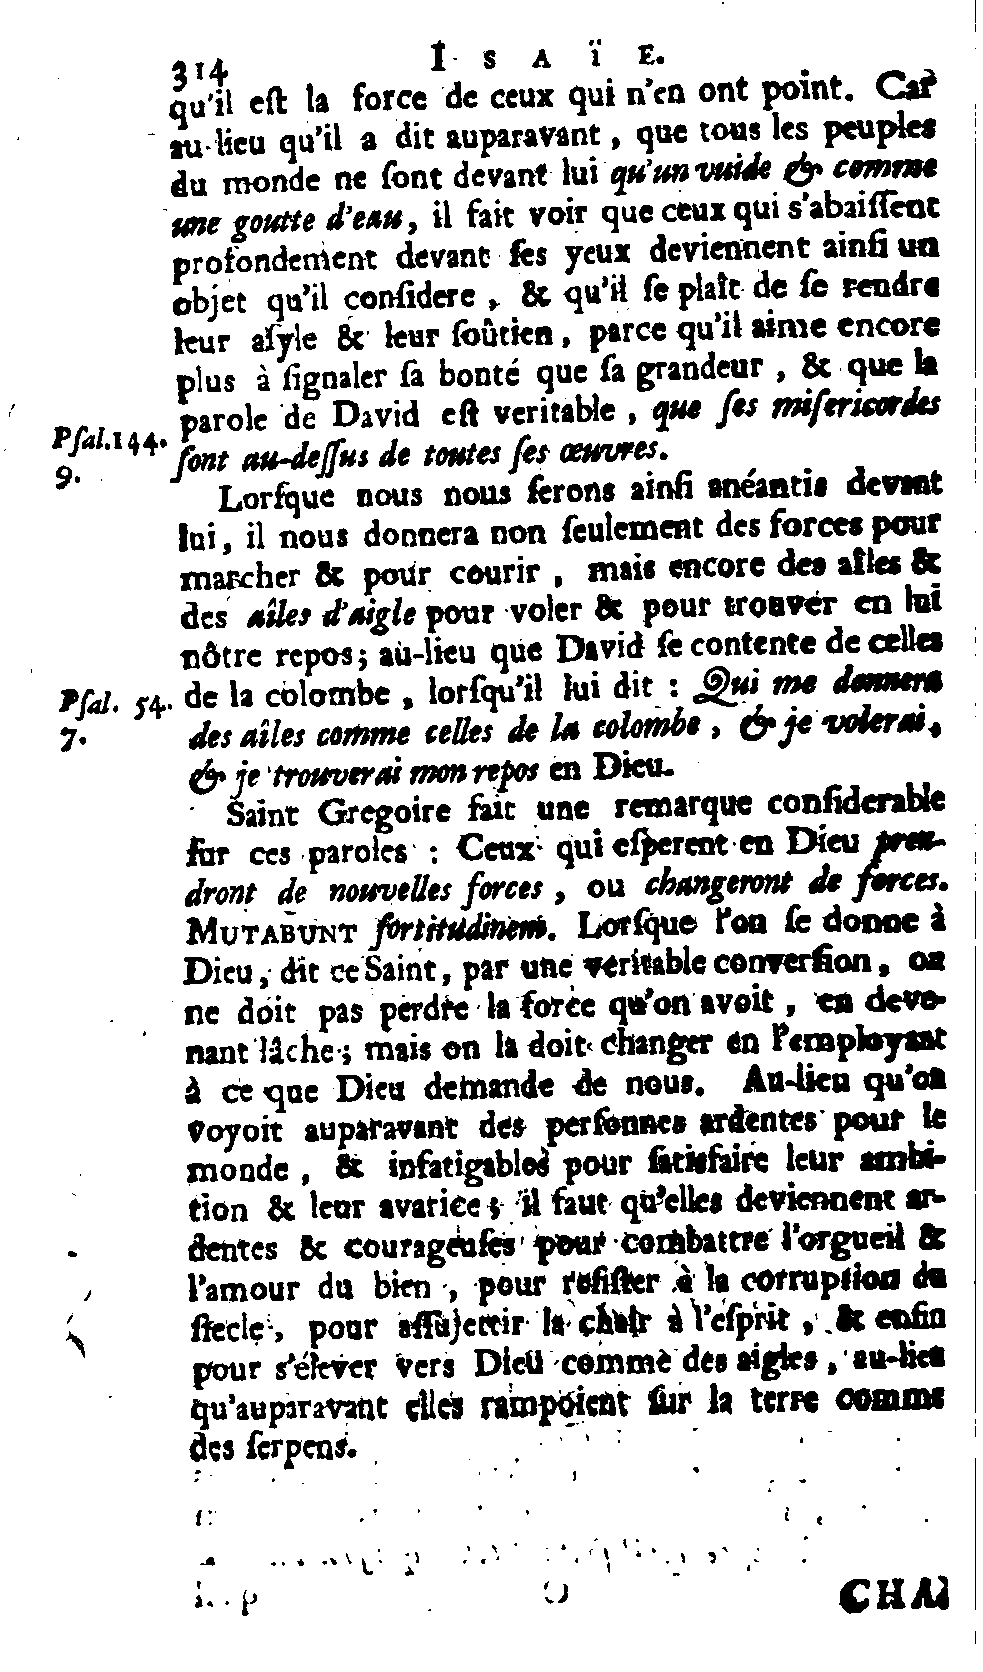 314 I S A Ï E.
qu'il eſt la force de ceux qui n'en ont point. Car
au-lieu qu'il a dit auparavant, que tous les peuples
du monde ne ſont devant lui qu'un vuide & comme
une goutte d'eau, il fait voir que ceux qui s'abaiſſent
profondement devant ſes yeux deviennent ainſi un
objet qu'il conſidere, & qu'il ſe plaît de ſe rendre
leur aſyle & leur ſoûtien, parce qu'il aime encore
plus à ſignaler ſa bonté que ſa grandeur, & que la
parole de David eſt veritable, que ſes miſericordes
Pſal. 144.
9.
ſont au-deſſus de toutes ſes œuvres.
Lorſque nous nous ſerons ainſi anéantis devant
lui, il nous donnera non ſeulement des forces pour
marcher & pour courir, mais encore des aîles &
des aîles d'aigle pour voler & pour trouver en lui
nôtre repos; au-lieu que David ſe contente de celles
de la colombe, lorſqu'il lui dit : Qui me donnera
Pſal. 54.
7.
des aîles comme celles de la colombe, & je volerai,
& je trouverai mon repos en Dieu.
Saint Gregoire fait une remarque conſiderable
ſur ces paroles : Ceux qui eſperent en Dieu pren-
dront de nouvelles forces, ou changeront de forces.
MUTABUNT fortitudinem. Lorſque l'on ſe donne à
Dieu, dit ce Saint, par une veritable converſion, on
ne doit pas perdre la force qu'on avoit, en deve-
nant lâche; mais on la doit changer en l'employant
à ce que Dieu demande de nous. Au-lieu qu'on
voyoit auparavant des perſonnes ardentes pour le
monde, & infatigables pour ſatisfaire leur ambi-
tion & leur avarice; il faut qu'elles deviennent ar-
dentes & courageuſes pour combattre l'orgueil &
l'amour du bien, pour reſiſter à la corruption du
ſiecle, pour aſſujettir la chair à l'eſprit, & enfin
pour s'élever vers Dieu comme des aigles, au-lieu
qu'auparavant elles rampoient ſur la terre comme
des ſerpens.
CHAP